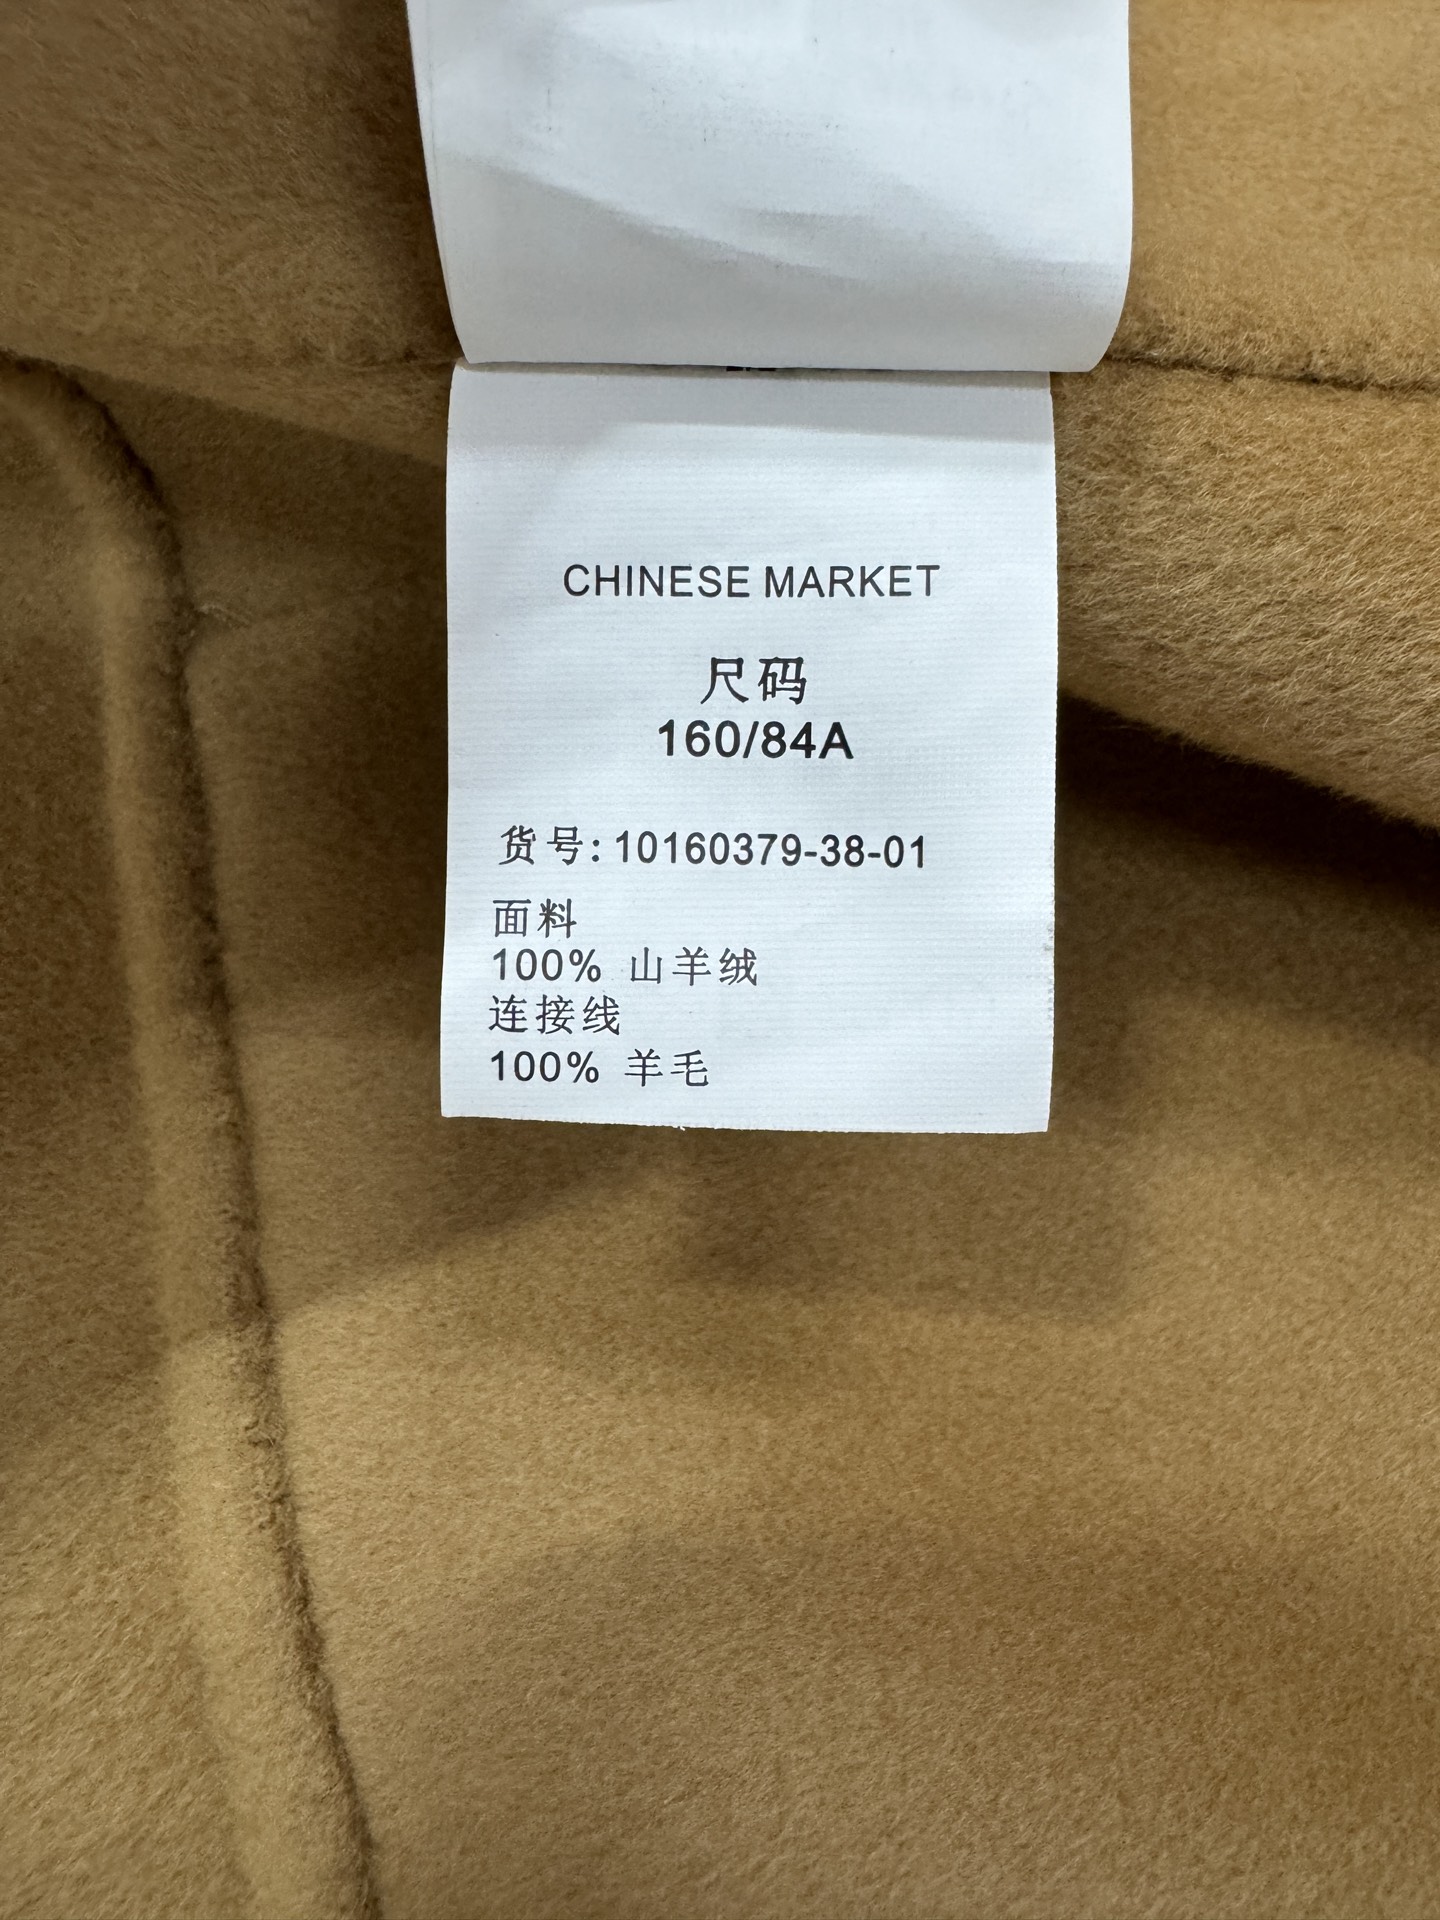 CHINESE MARKET
尺码
160/84A
货号:10160379-38-01
面料
100% 山羊绒
连接线
100% 羊毛